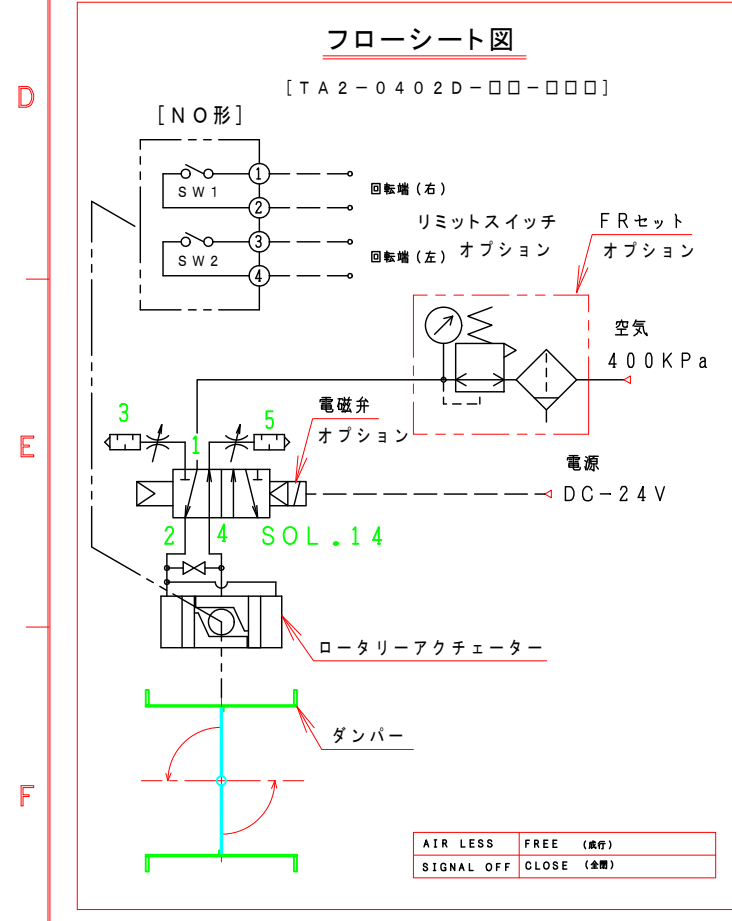 フローシート図
[TA2-0402D-□□-□□□]
[NO形]
D
SW1
1
2
回転端(右)
SW2
3
4
回転端(左)
リミットスイッチ
オプション
FRセット
オプション
空気
400KPa
E
3
1
5
電磁弁
オプション
電源
DC-24V
2
4
SOL.14
ロータリーアクチェーター
ダンパー
F
AIR LESS FREE (成行)
SIGNAL OFF CLOSE (全閉)